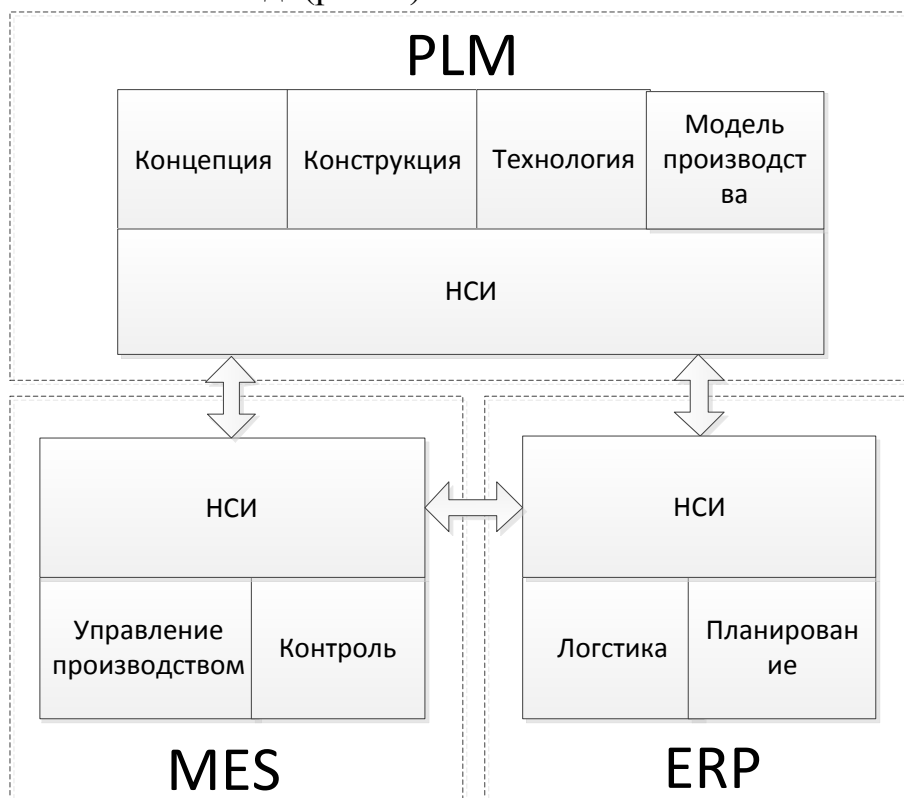 PLM
Концепция
Конструкция
Технология
Модель
производст
ва
НСИ
НСИ
НСИ
Управление
производством
Контроль
Логстика
Планирован
ие
MES
ERP